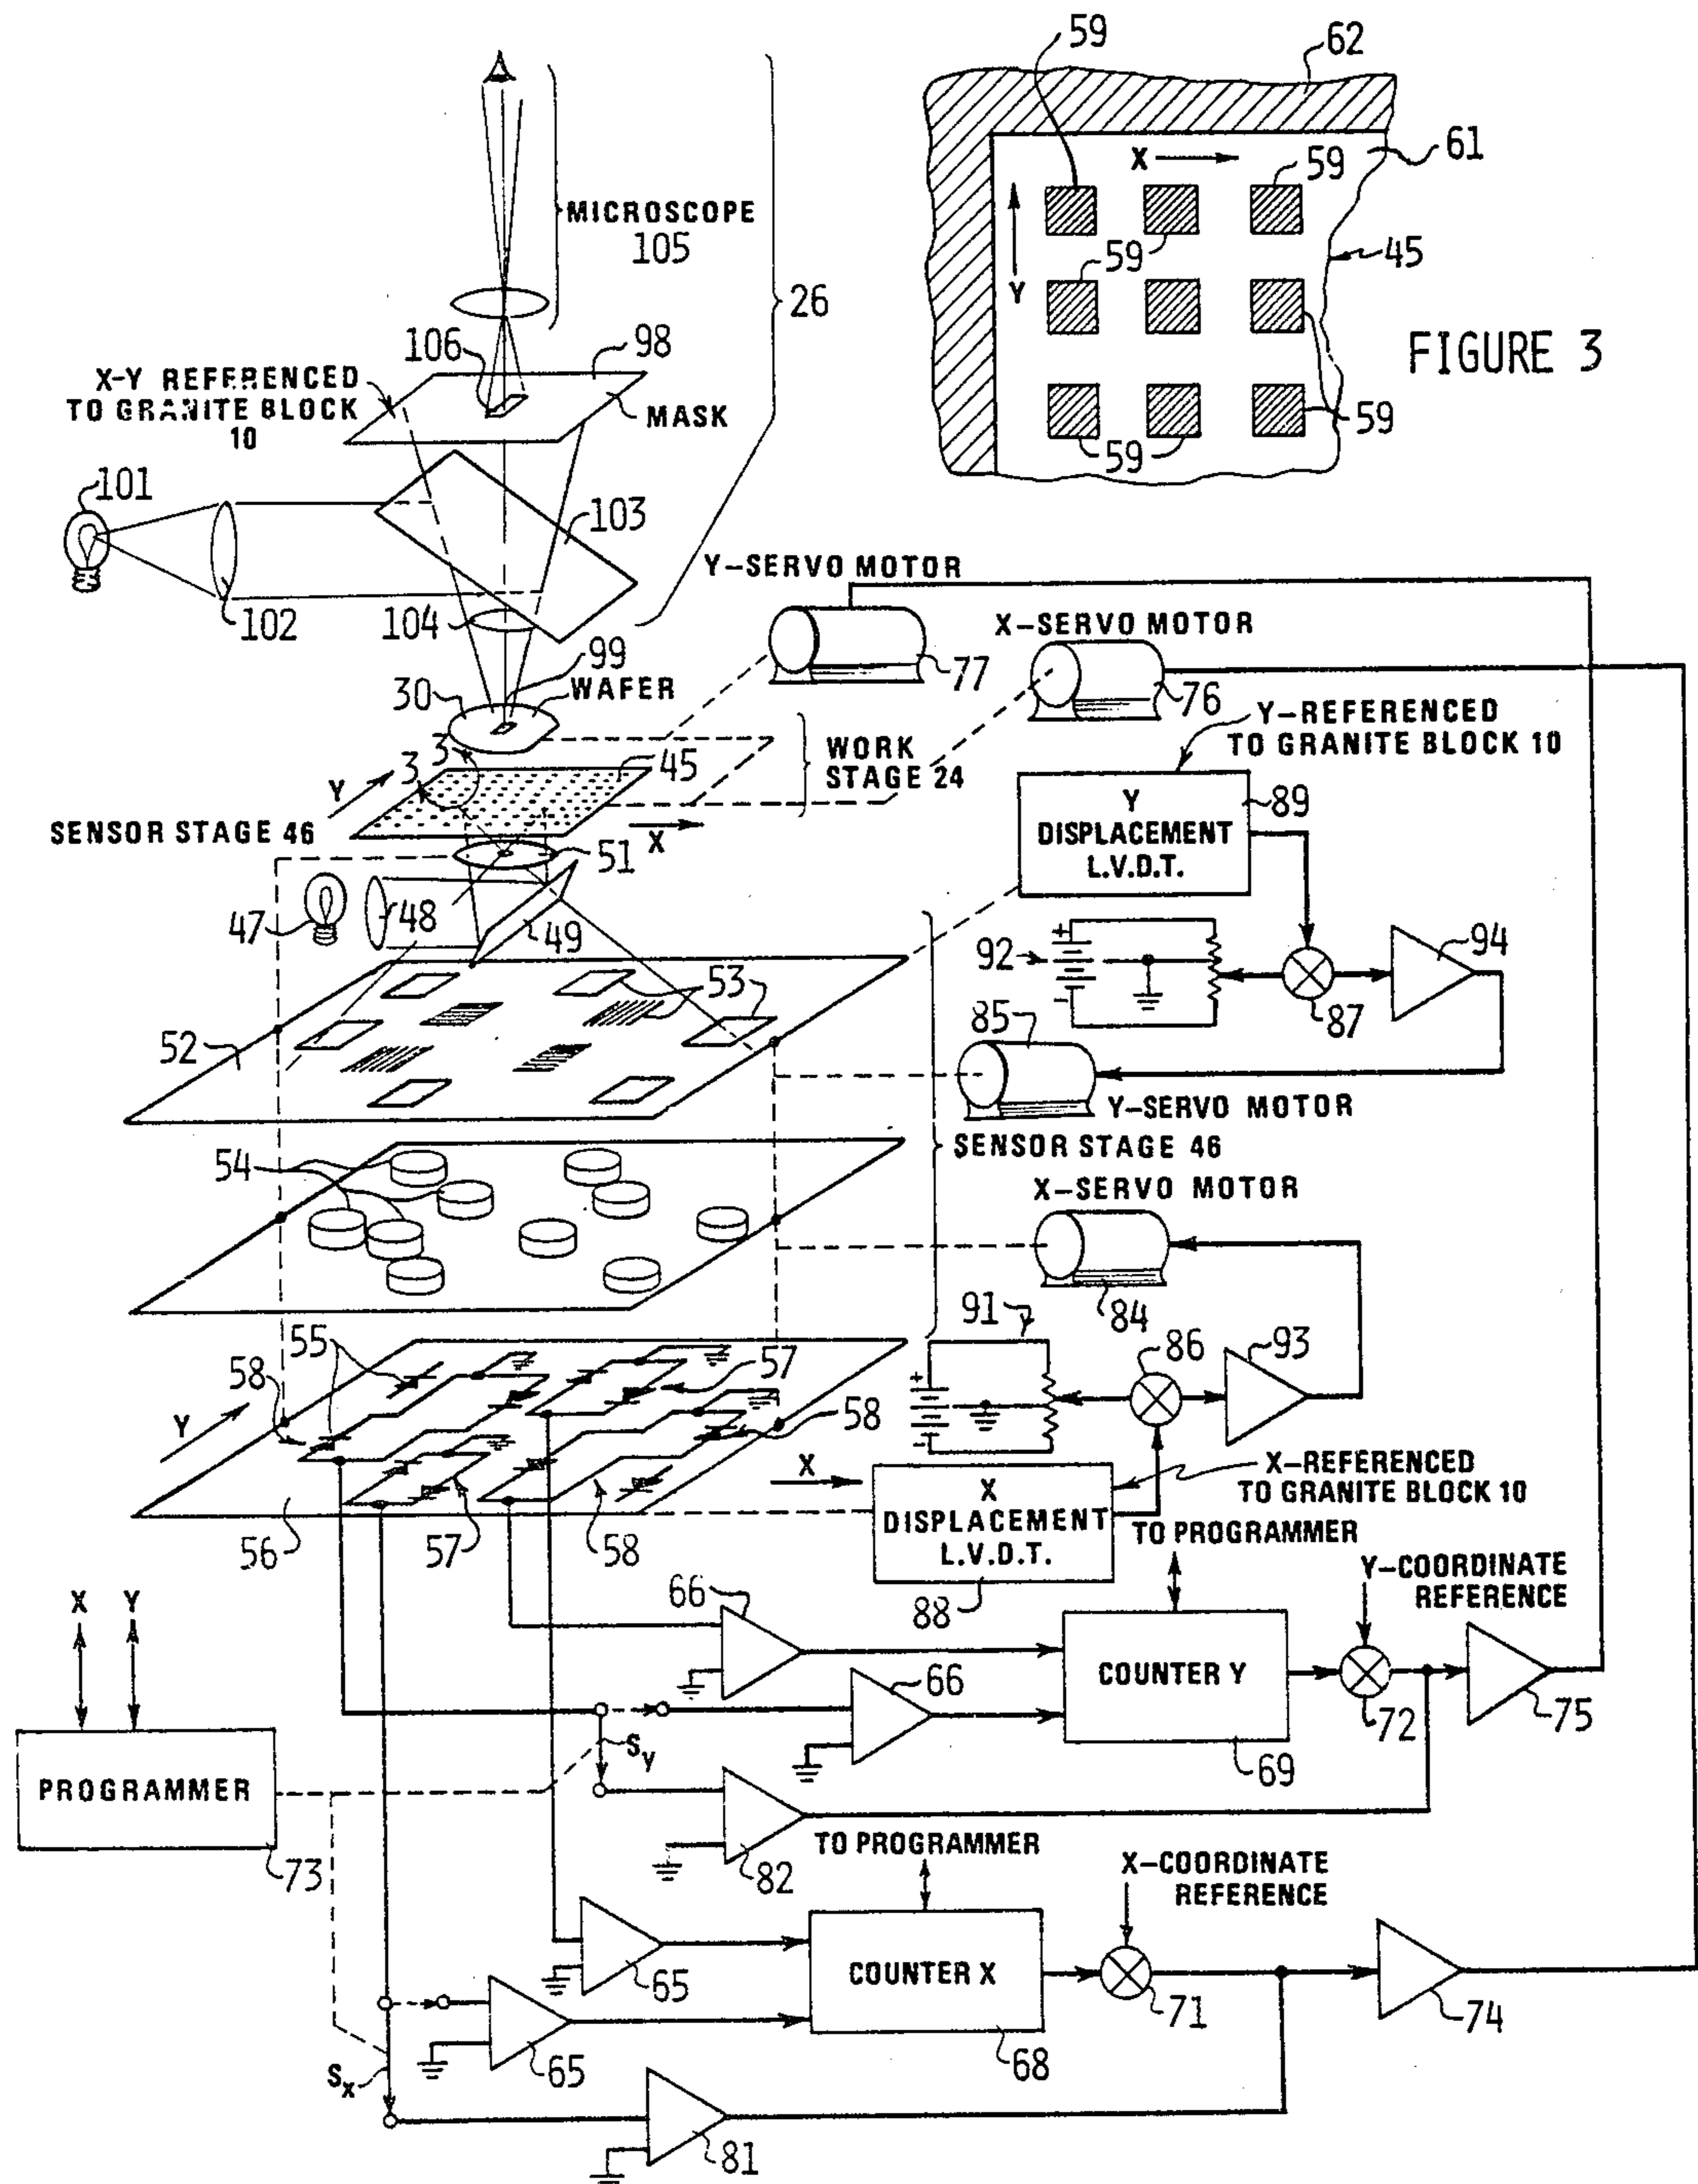 59
62
X
61
59
59
Y
59
45
59
59
FIGURE 3
MICROSCOPE
105
26
106
98
X-Y REFERENCED
TO GRANITE BLOCK
10
MASK
101
103
102
104
Y-SERVO MOTOR
77
X-SERVO MOTOR
76
99
30
WAFER
3
3
45
Y
X
WORK
STAGE 24
Y-REFERENCED
TO GRANITE BLOCK 10
SENSOR STAGE 46
51
47
48
49
Y
DISPLACEMENT
L.V.D.T.
89
92
+
-
87
94
53
52
85
Y-SERVO MOTOR
SENSOR STAGE 46
54
X-SERVO MOTOR
84
91
+
-
86
93
55
58
57
58
Y
X
56
57
58
X
DISPLACEMENT
L.V.D.T.
88
X-REFERENCED
TO GRANITE BLOCK 10
TO PROGRAMMER
Y-COORDINATE
REFERENCE
66
66
COUNTER Y
69
72
75
X Y
PROGRAMMER
73
Sy
82
TO PROGRAMMER
X-COORDINATE
REFERENCE
65
65
COUNTER X
68
71
74
Sx
81